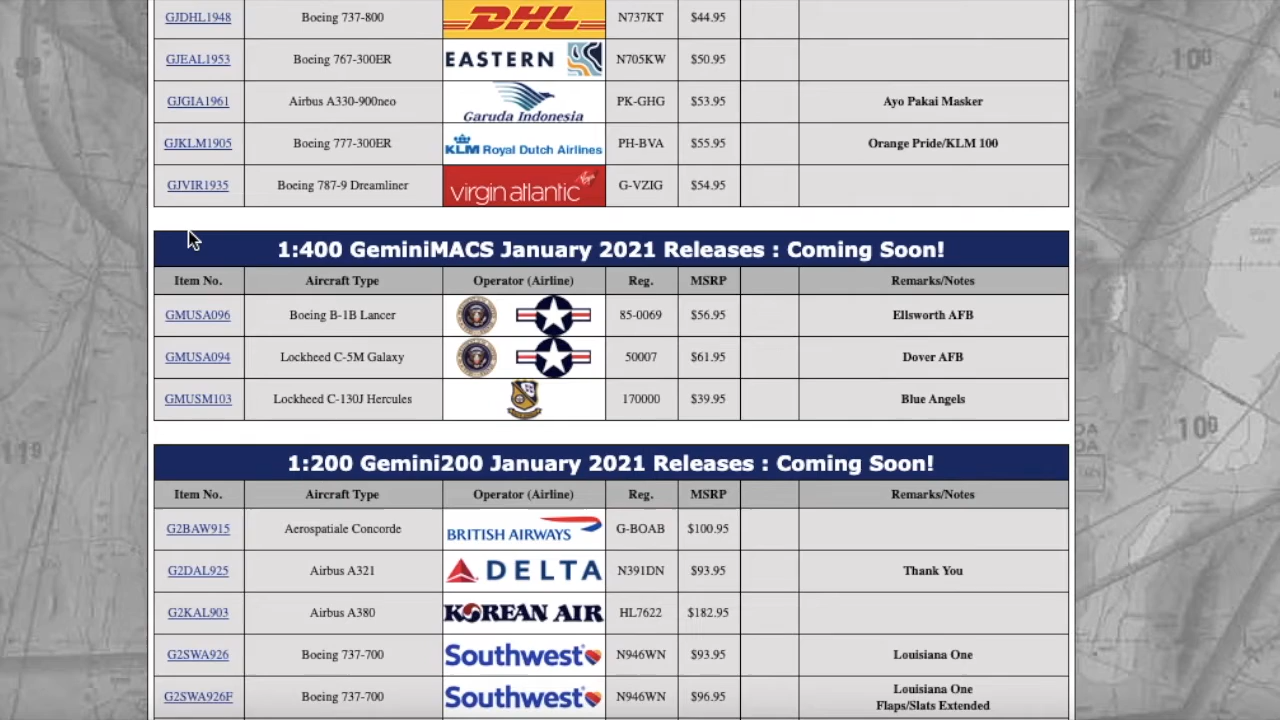 GJDHL1948 Boeing 737-800 DHL N737KT $44.95
GJEAL1953 Boeing 767-300ER EASTERN N705KW $50.95
GJGIA1961 Airbus A330-900neo Garuda Indonesia PK-GHG $53.95 Ayo Pakai Masker
GJKLM1905 Boeing 777-300ER KLM Royal Dutch Airlines PH-BVA $55.95 Orange Pride/KLM 100
GJVIR1935 Boeing 787-9 Dreamliner virgin atlantic G-VZIG $54.95
1:400 GeminiMACS January 2021 Releases : Coming Soon!
Item No. Aircraft Type Operator (Airline) Reg. MSRP Remarks/Notes
GMUSA096 Boeing B-1B Lancer 85-0069 $56.95 Ellsworth AFB
GMUSA094 Lockheed C-5M Galaxy 50007 $61.95 Dover AFB
GMUSM103 Lockheed C-130J Hercules 170000 $39.95 Blue Angels
1:200 Gemini200 January 2021 Releases : Coming Soon!
Item No. Aircraft Type Operator (Airline) Reg. MSRP Remarks/Notes
G2BAW915 Aerospatiale Concorde BRITISH AIRWAYS G-BOAB $100.95
G2DAL925 Airbus A321 DELTA N391DN $93.95 Thank You
G2KAL903 Airbus A380 KOREAN AIR HL7622 $182.95
G2SWA926 Boeing 737-700 Southwest N946WN $93.95 Louisiana One
G2SWA926F Boeing 737-700 Southwest N946WN $96.95 Louisiana One
Flaps/Slats Extended